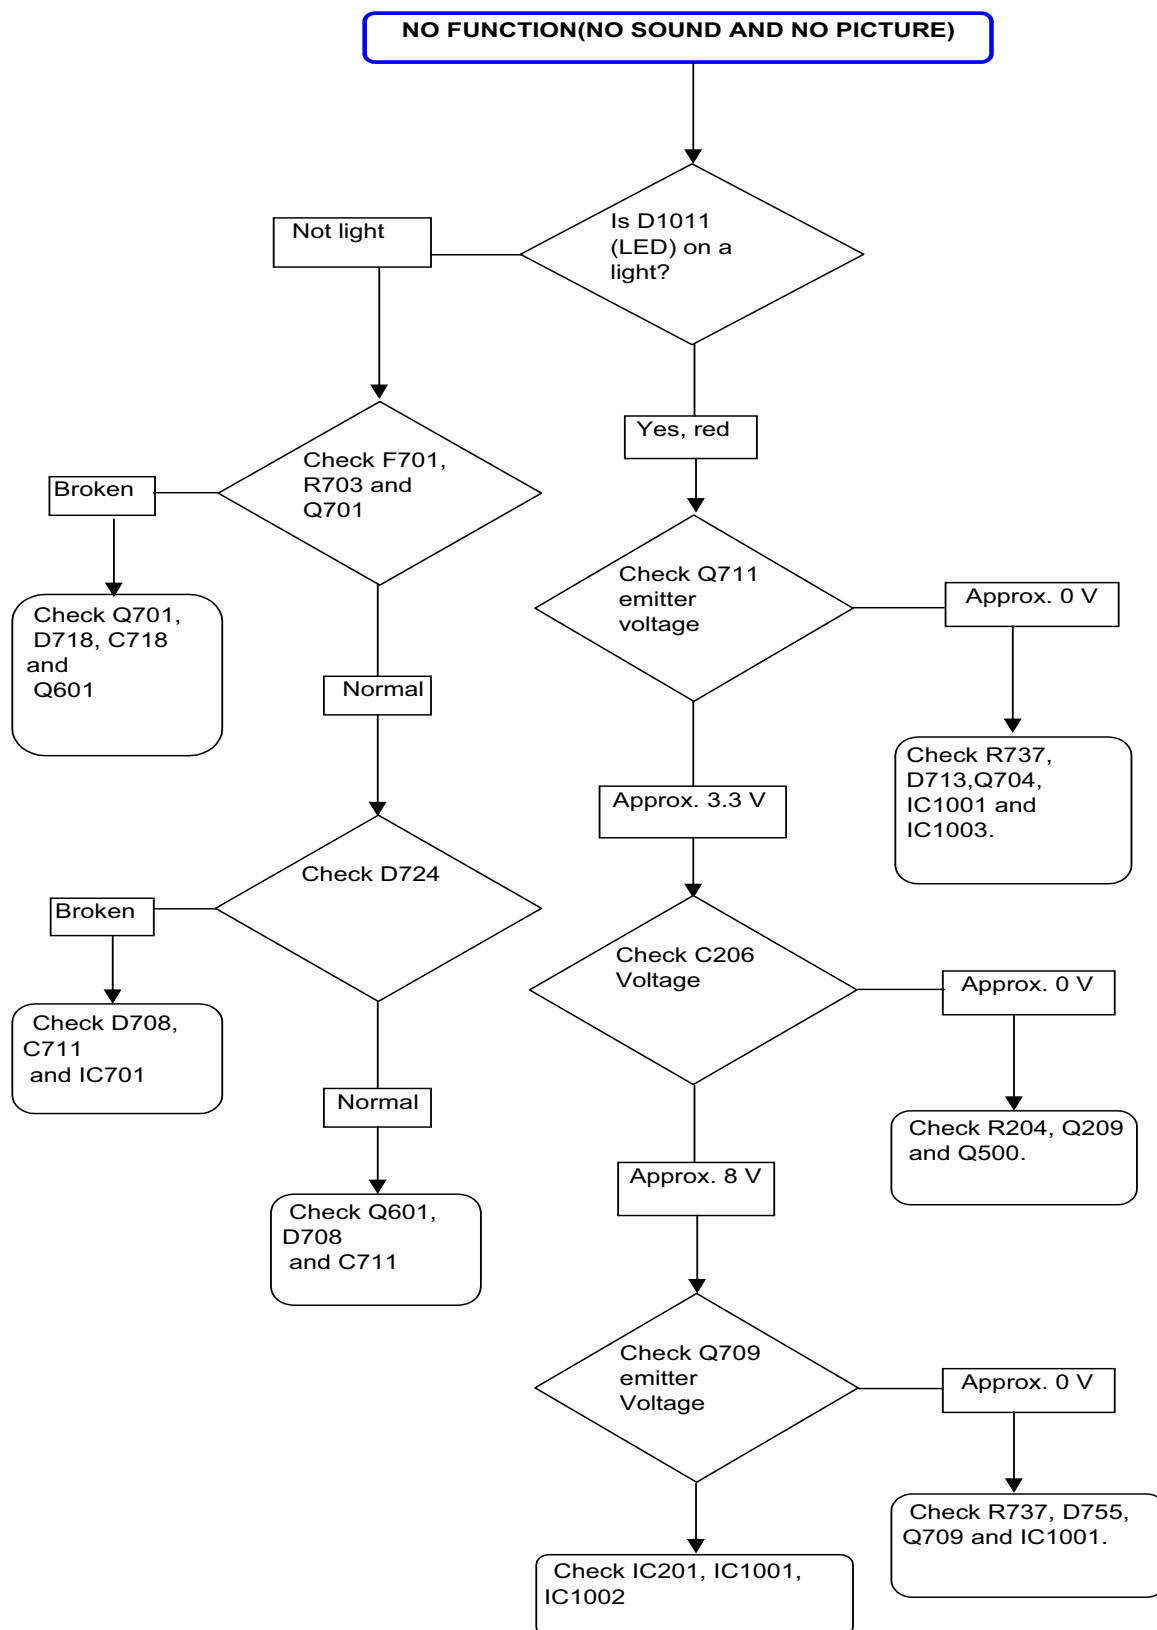 NO FUNCTION(NO SOUND AND NO PICTURE)
Is D1011
(LED) on a
light?
Not light
Yes, red
Check F701,
R703 and
Q701
Broken
Check Q701,
D718, C718
and
Q601
Normal
Check Q711
emitter
voltage
Approx. 0 V
Check R737,
D713,Q704,
IC1001 and
IC1003.
Approx. 3.3 V
Check D724
Broken
Check D708,
C711
and IC701
Normal
Check Q601,
D708
and C711
Check C206
Voltage
Approx. 0 V
Check R204, Q209
and Q500.
Approx. 8 V
Check Q709
emitter
Voltage
Approx. 0 V
Check R737, D755,
Q709 and IC1001.
Check IC201, IC1001,
IC1002